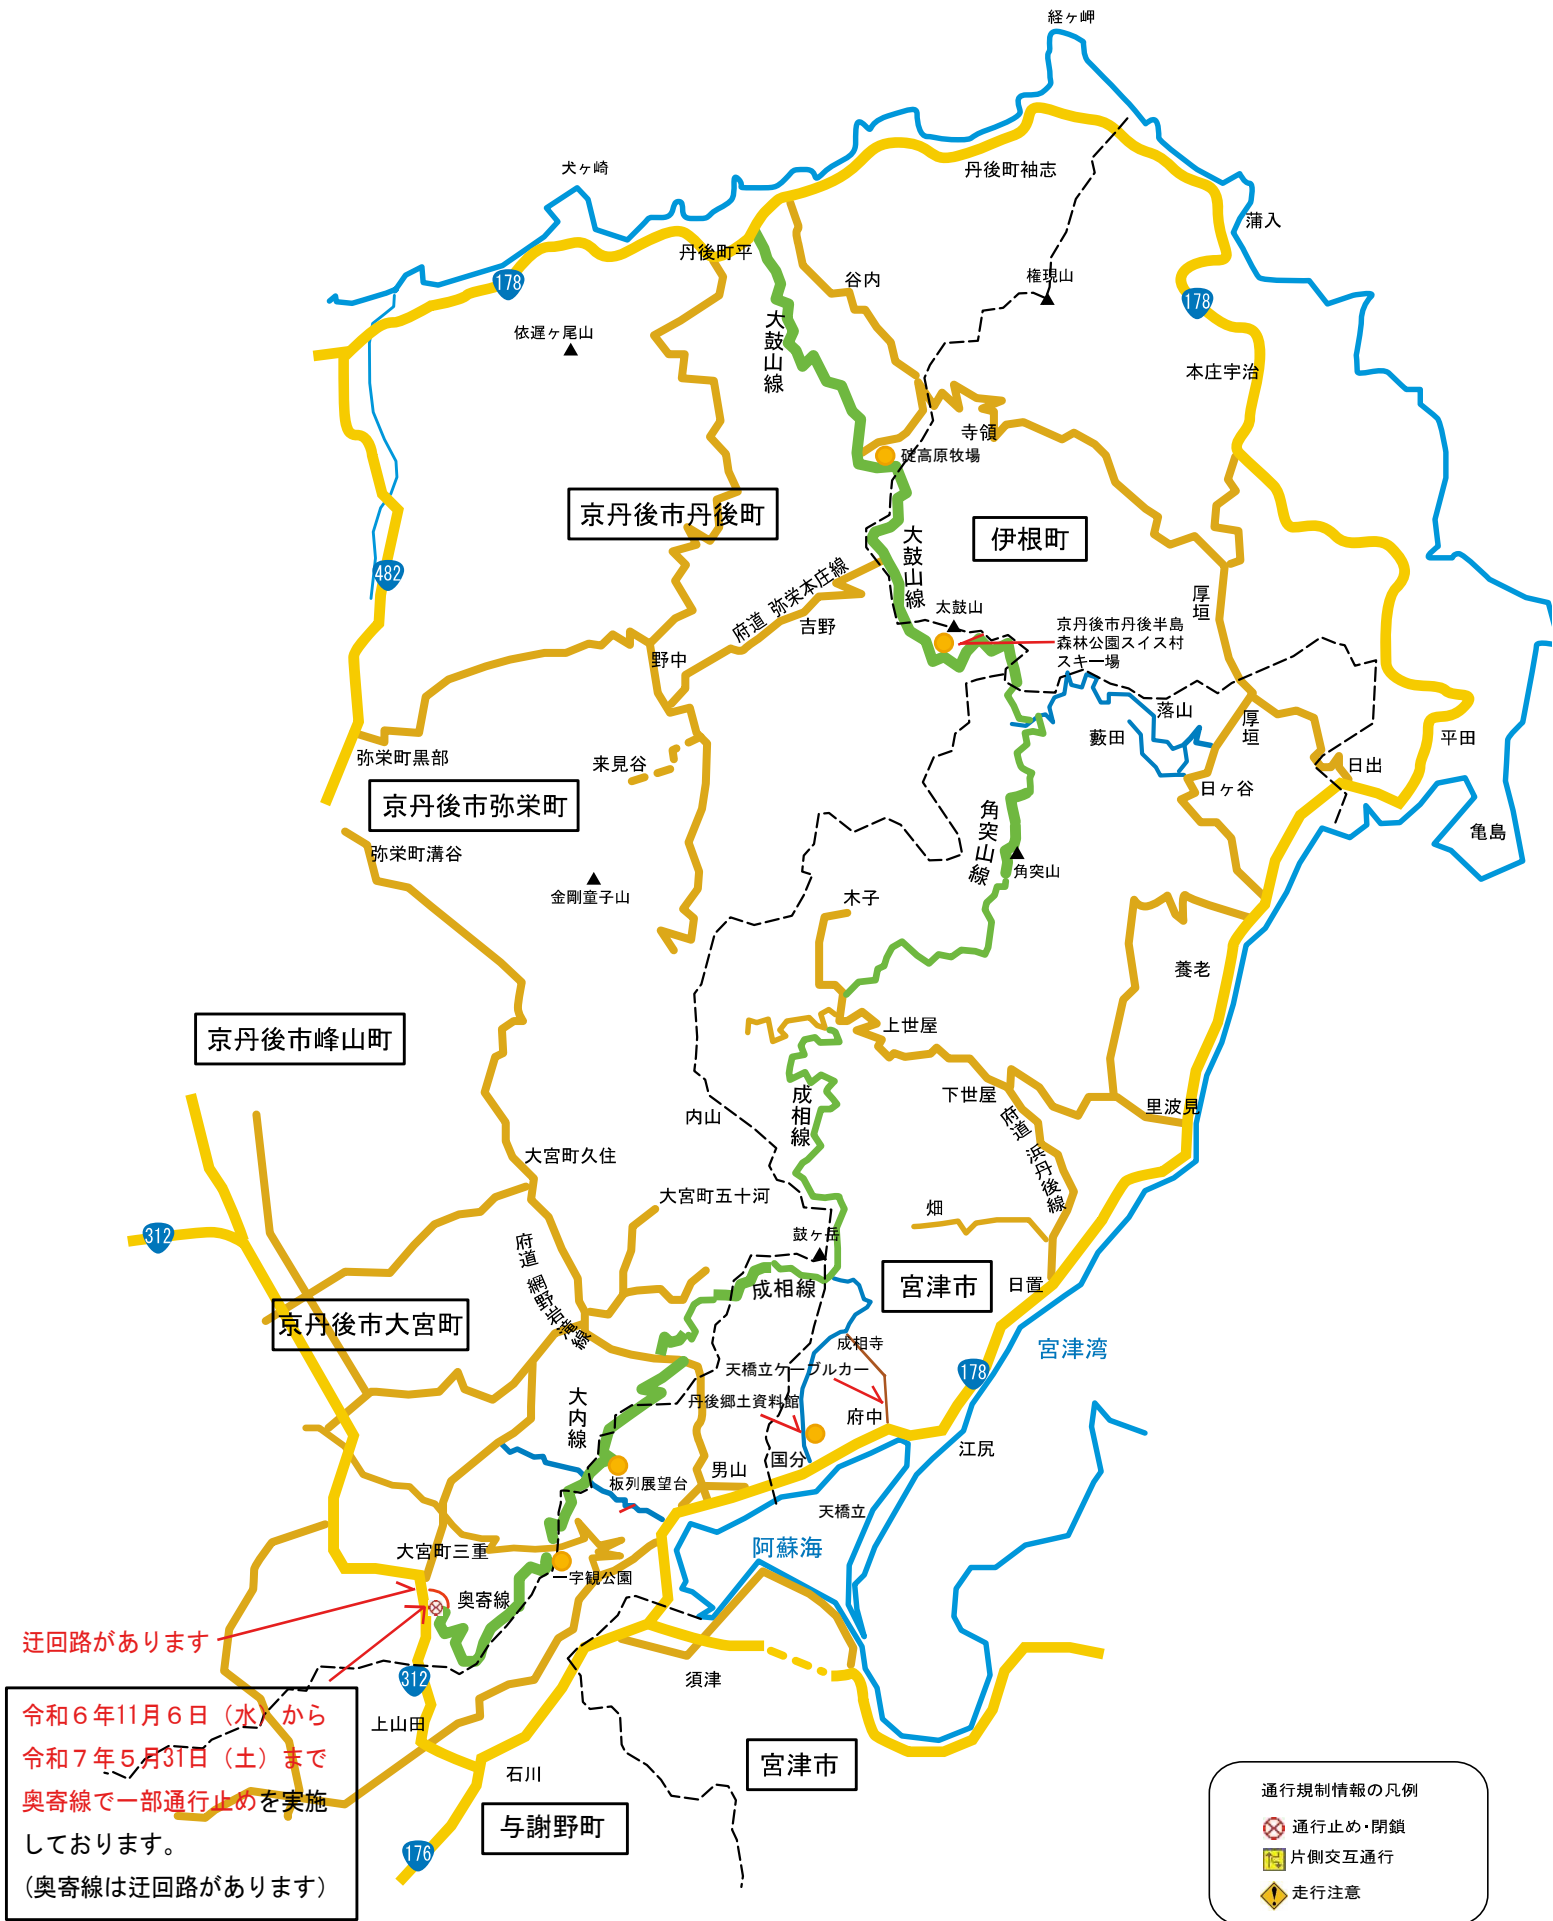 経ヶ岬
犬ヶ崎
丹後町袖志
蒲入
丹後町平
谷内
権現山
178
178
大鼓山線
依遅ヶ尾山
本庄宇治
寺領
碇高原牧場
京丹後市丹後町
大鼓山線
伊根町
482
府道 弥栄本庄線
吉野
太鼓山
厚垣
京丹後市丹後半島
森林公園スイス村
スキー場
野中
落山
厚垣
藪田
平田
弥栄町黒部
来見谷
日出
日ヶ谷
京丹後市弥栄町
角突山線
亀島
弥栄町溝谷
角突山
金剛童子山
木子
養老
京丹後市峰山町
上世屋
下世屋
成相線
里波見
内山
府道 浜丹後線
大宮町久住
大宮町五十河
畑
312
府道 網野岩滝線
鼓ヶ岳
成相線
宮津市
日置
京丹後市大宮町
成相寺
宮津湾
天橋立ケーブルカー
178
大内線
丹後郷土資料館
府中
江尻
男山
国分
板列展望台
天橋立
大宮町三重
阿蘇海
一字観公園
奥寄線
迂回路があります
312
須津
令和６年11月６日（水）から
令和７年５月31日（土）まで
奥寄線で一部通行止めを実施
しております。
(奥寄線は迂回路があります)
上山田
石川
宮津市
与謝野町
176
通行規制情報の凡例
通行止め・閉鎖
片側交互通行
走行注意